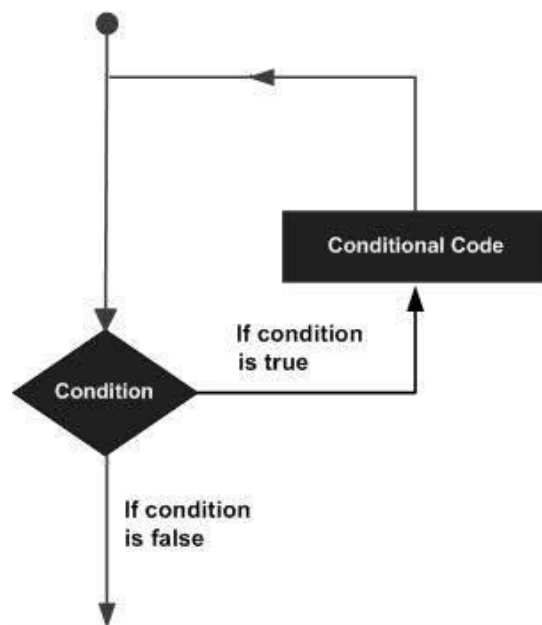 Conditional Code
If condition
is true
Condition
If condition
is false